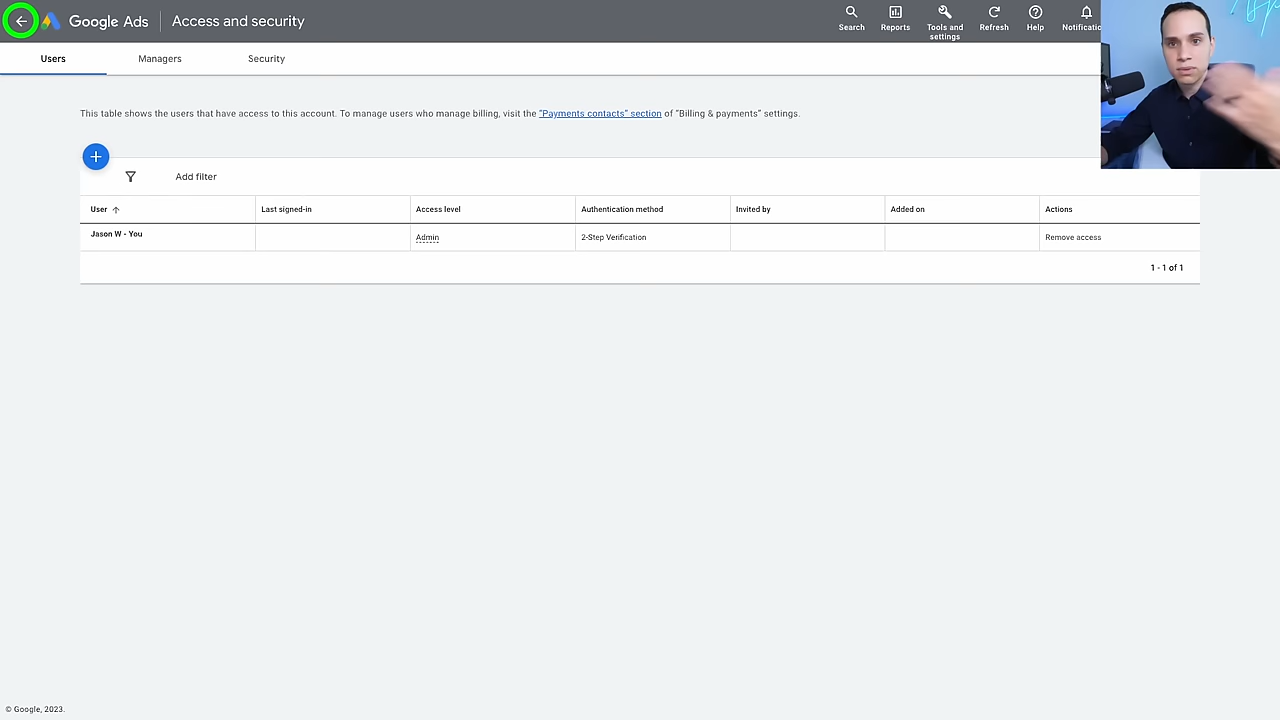 Google Ads
Access and security
Search
Reports
Tools and
settings
Refresh
Help
Users
Managers
Security
This table shows the users that have access to this account. To manage users who manage billing, visit the "Payments contacts" section of "Billing & payments" settings.
Add filter
User
Last signed-in
Access level
Authentication method
Invited by
Added on
Actions
Jason W - You
Admin
2-Step Verification
Remove access
1 - 1 of 1
© Google, 2023.